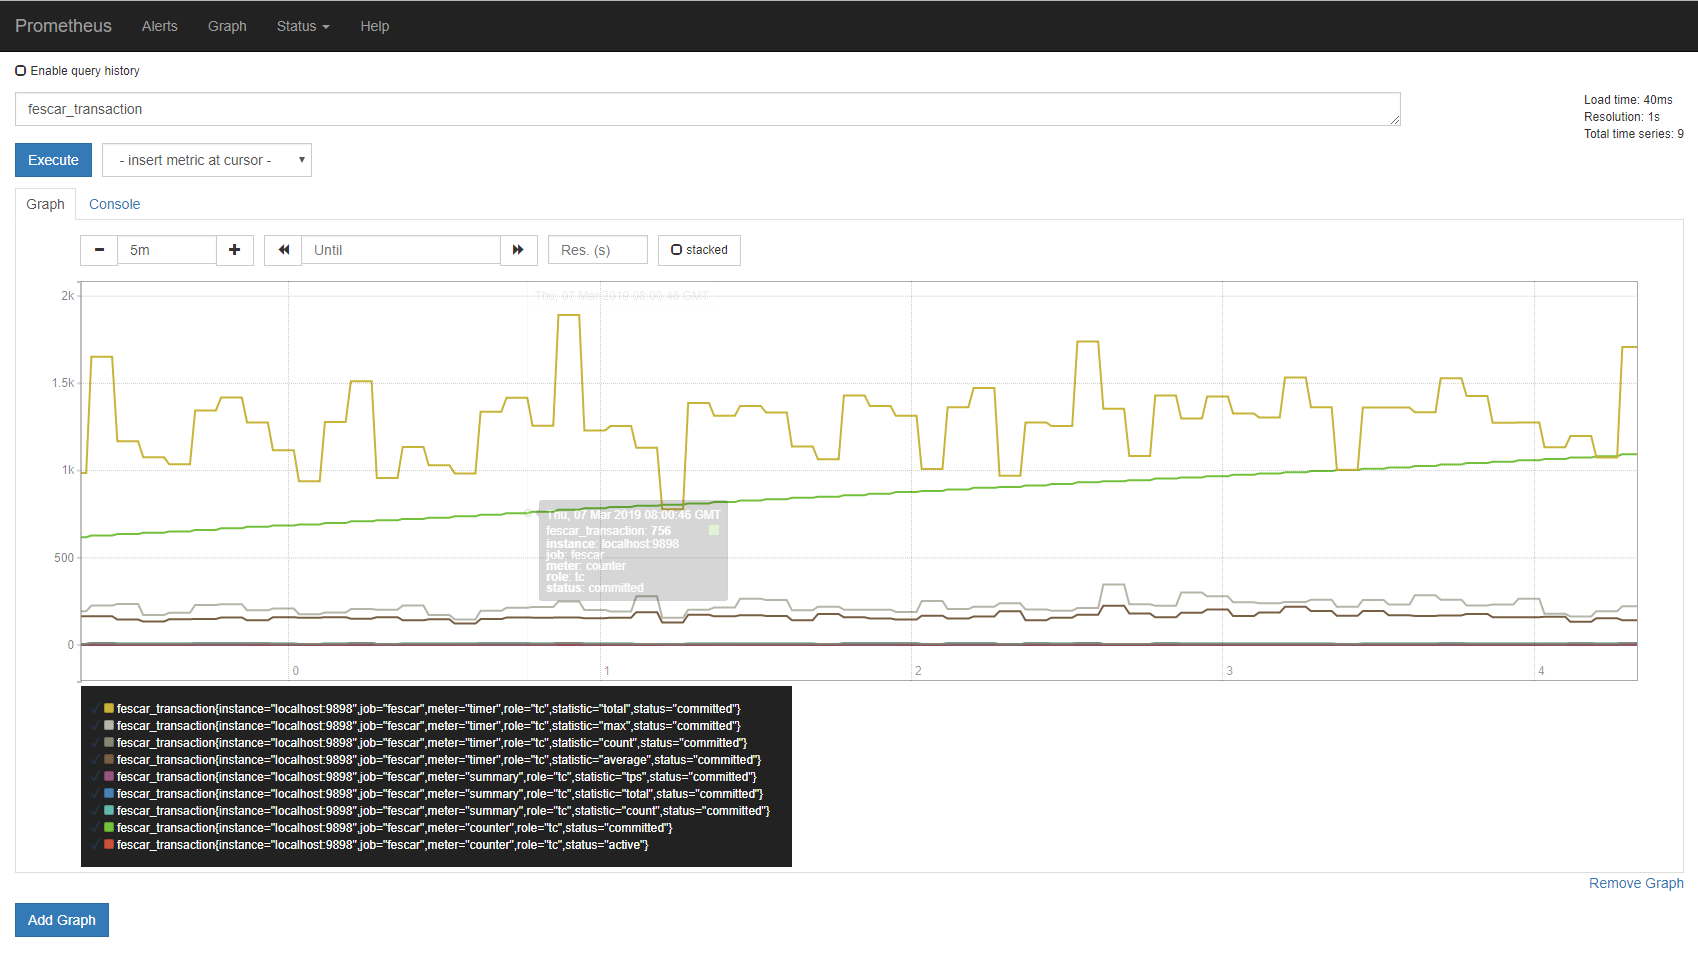 Prometheus Alerts Graph Status Help
Enable query history
fescar_transaction
Load time: 40ms
Resolution: 1s
Total time series: 9
Execute - insert metric at cursor -
Graph Console
5m Until Res. (s) stacked
Thu, 07 Mar 2019 08:00:46 GMT
2k
1.5k
1k
500
0
Thu, 07 Mar 2019 08:00:46 GMT
fescar_transaction: 756
instance: localhost:9898
job: fescar
meter: counter
role: tc
status: committed
0 1 2 3 4
fescar_transaction{instance="localhost:9898",job="fescar",meter="timer",role="tc",statistic="total",status="committed"}
fescar_transaction{instance="localhost:9898",job="fescar",meter="timer",role="tc",statistic="max",status="committed"}
fescar_transaction{instance="localhost:9898",job="fescar",meter="timer",role="tc",statistic="count",status="committed"}
fescar_transaction{instance="localhost:9898",job="fescar",meter="timer",role="tc",statistic="average",status="committed"}
fescar_transaction{instance="localhost:9898",job="fescar",meter="summary",role="tc",statistic="tps",status="committed"}
fescar_transaction{instance="localhost:9898",job="fescar",meter="summary",role="tc",statistic="total",status="committed"}
fescar_transaction{instance="localhost:9898",job="fescar",meter="summary",role="tc",statistic="count",status="committed"}
fescar_transaction{instance="localhost:9898",job="fescar",meter="counter",role="tc",status="committed"}
fescar_transaction{instance="localhost:9898",job="fescar",meter="counter",role="tc",status="active"}
Remove Graph
Add Graph